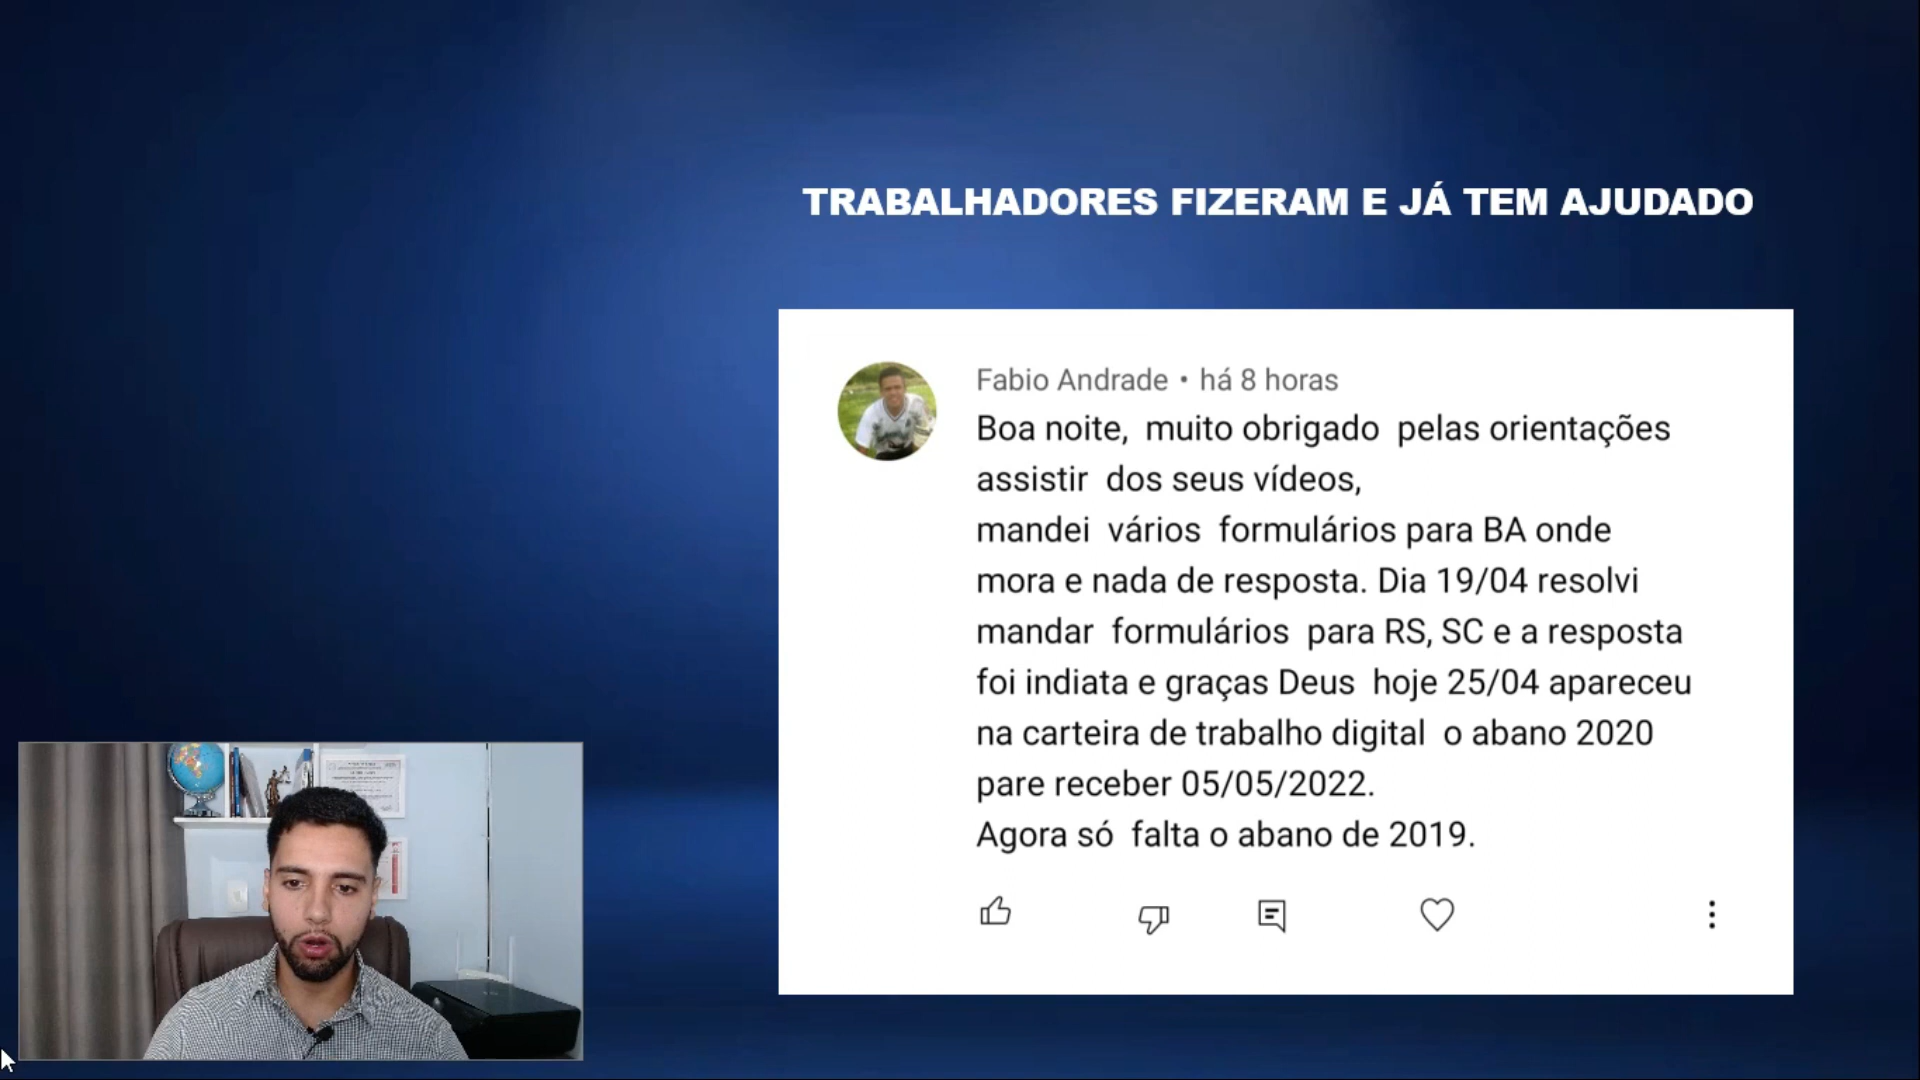 TRABALHADORES FIZERAM E JÁ TEM AJUDADO
Fabio Andrade • há 8 horas
Boa noite, muito obrigado pelas orientações
assistir dos seus vídeos,
mandei vários formulários para BA onde
mora e nada de resposta. Dia 19/04 resolvi
mandar formulários para RS, SC e a resposta
foi indiata e graças Deus hoje 25/04 apareceu
na carteira de trabalho digital o abano 2020
pare receber 05/05/2022.
Agora só falta o abano de 2019.